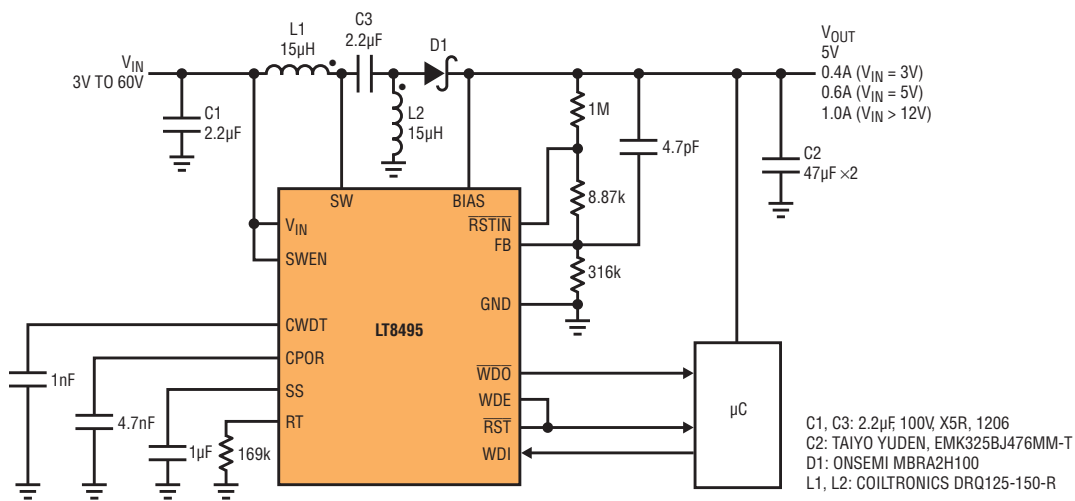 L1
15µH
C3
2.2µF
D1
VIN
3V TO 60V
VOUT
5V
0.4A (VIN = 3V)
0.6A (VIN = 5V)
1.0A (VIN > 12V)
C1
2.2µF
L2
15µH
1M
4.7pF
C2
47µF ×2
SW
BIAS
VIN
RSTIN
8.87k
SWEN
FB
316k
GND
LT8495
CWDT
CPOR
SS
RT
WDO
WDE
RST
WDI
µC
1nF
4.7nF
1µF
169k
C1, C3: 2.2µF, 100V, X5R, 1206
C2: TAIYO YUDEN, EMK325BJ476MM-T
D1: ONSEMI MBRA2H100
L1, L2: COILTRONICS DRQ125-150-R